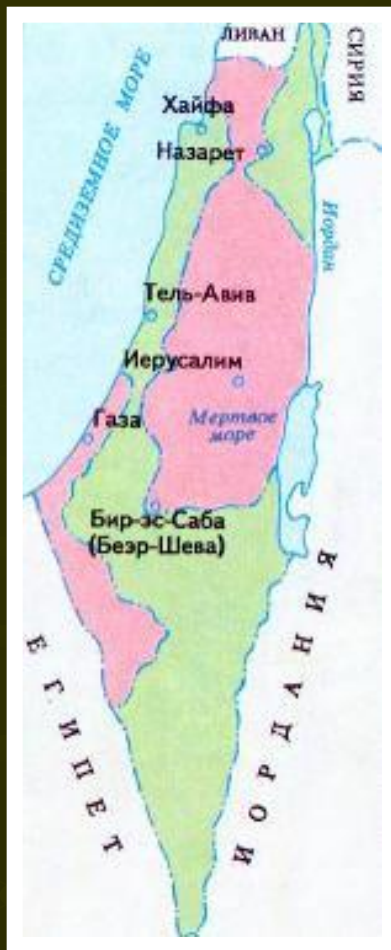 ЛИВАН
СИРИЯ
СРЕДИЗЕМНОЕ МОРЕ
Хайфа
Назарет
Иордан
Тель-Авив
Иерусалим
Газа
Мертвое
море
Бир-эс-Саба
(Беэр-Шева)
ЕГИПЕТ
ИОРДАНИЯ